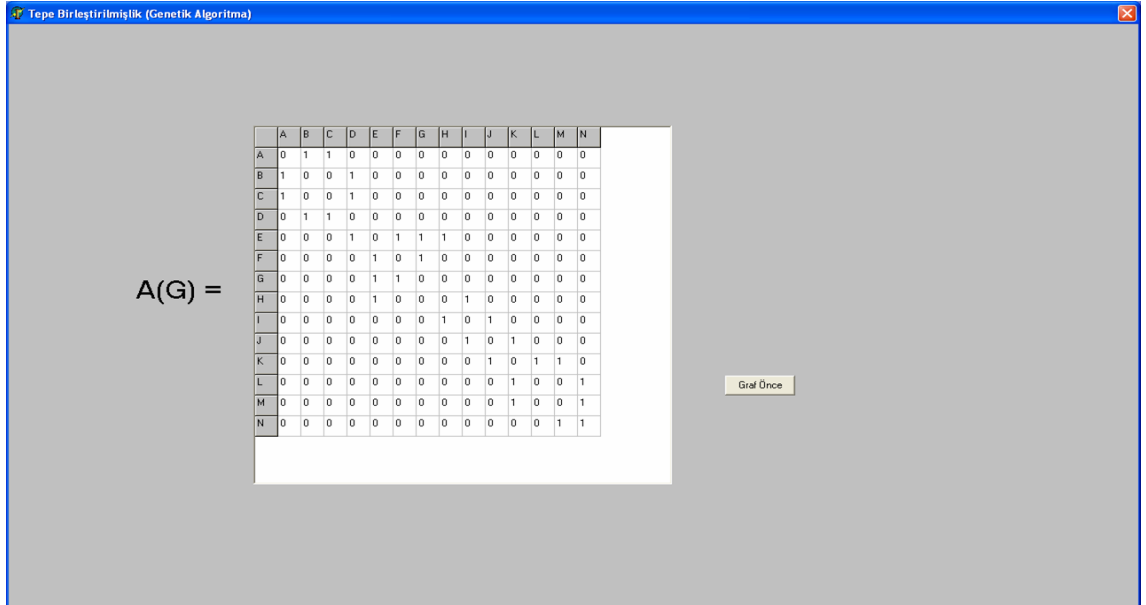 Tepe Birleştirilmişlik (Genetik Algoritma)
A B C D E F G H I J K L M N
A 0 1 1 0 0 0 0 0 0 0 0 0 0 0
B 1 0 0 1 0 0 0 0 0 0 0 0 0 0
C 1 0 0 1 0 0 0 0 0 0 0 0 0 0
D 0 1 1 0 0 0 0 0 0 0 0 0 0 0
E 0 0 0 1 0 1 1 1 0 0 0 0 0 0
F 0 0 0 0 1 0 1 0 0 0 0 0 0 0
G 0 0 0 0 1 1 0 0 0 0 0 0 0 0
A(G) =
H 0 0 0 0 1 0 0 0 1 0 0 0 0 0
I 0 0 0 0 0 0 0 1 0 1 0 0 0 0
J 0 0 0 0 0 0 0 0 1 0 1 0 0 0
K 0 0 0 0 0 0 0 0 0 1 0 1 1 0
L 0 0 0 0 0 0 0 0 0 0 1 0 0 1
Graf Önce
M 0 0 0 0 0 0 0 0 0 0 1 0 0 1
N 0 0 0 0 0 0 0 0 0 0 0 0 1 1